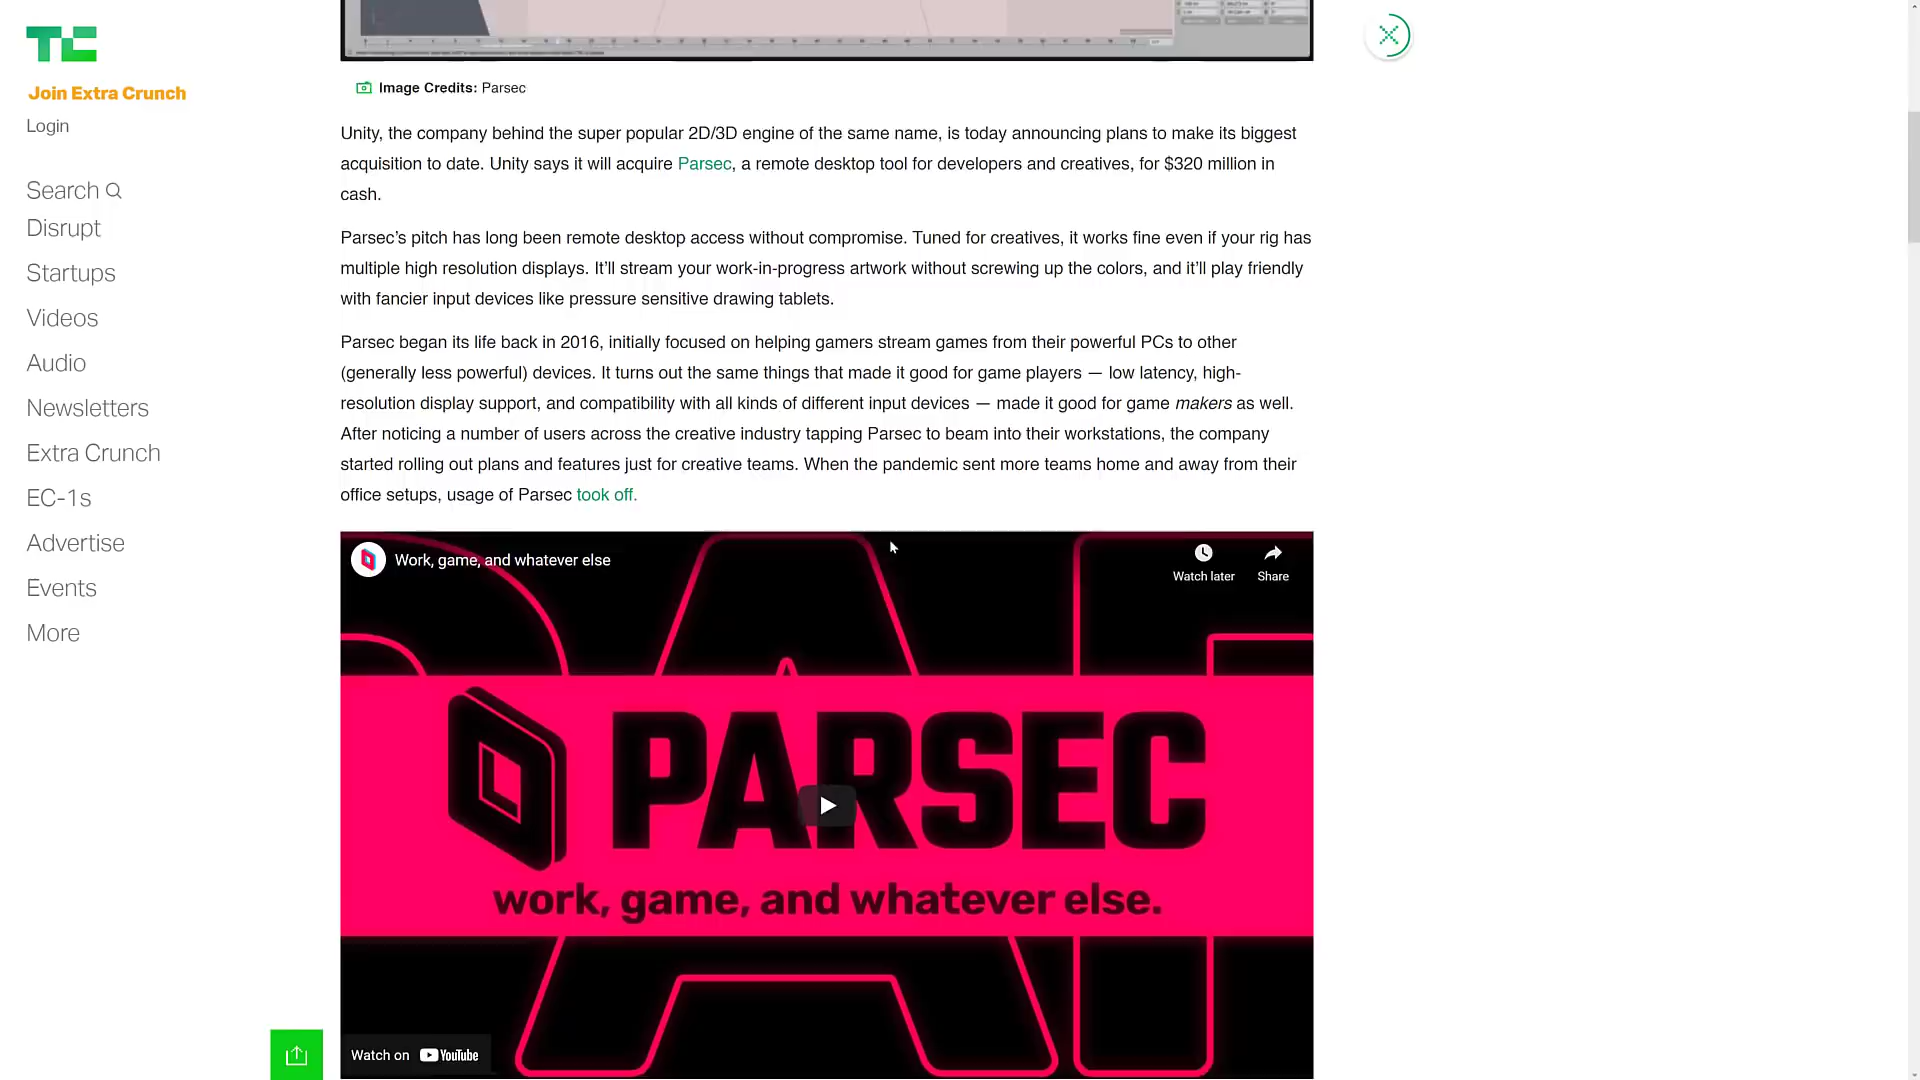 TC
Join Extra Crunch
Login
Search
Disrupt
Startups
Videos
Audio
Newsletters
Extra Crunch
EC-1s
Advertise
Events
More
Image Credits: Parsec
Unity, the company behind the super popular 2D/3D engine of the same name, is today announcing plans to make its biggest
acquisition to date. Unity says it will acquire Parsec, a remote desktop tool for developers and creatives, for $320 million in
cash.
Parsec’s pitch has long been remote desktop access without compromise. Tuned for creatives, it works fine even if your rig has
multiple high resolution displays. It’ll stream your work-in-progress artwork without screwing up the colors, and it’ll play friendly
with fancier input devices like pressure sensitive drawing tablets.
Parsec began its life back in 2016, initially focused on helping gamers stream games from their powerful PCs to other
(generally less powerful) devices. It turns out the same things that made it good for game players — low latency, high-
resolution display support, and compatibility with all kinds of different input devices — made it good for game makers as well.
After noticing a number of users across the creative industry tapping Parsec to beam into their workstations, the company
started rolling out plans and features just for creative teams. When the pandemic sent more teams home and away from their
office setups, usage of Parsec took off.
Work, game, and whatever else
Watch later
Share
PARSEC
work, game, and whatever else.
Watch on YouTube